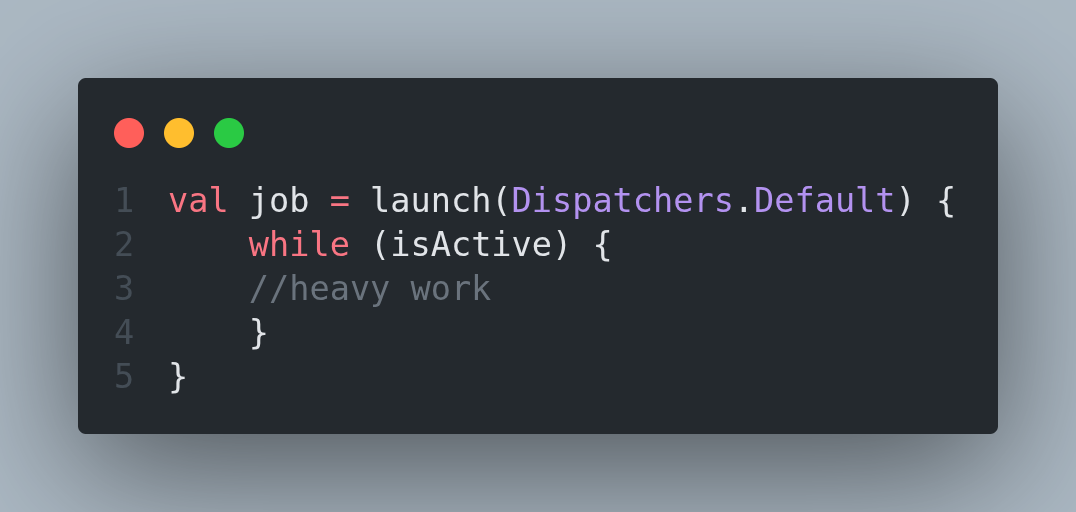 1 val job = launch(Dispatchers.Default) {
2     while (isActive) {
3     //heavy work
4     }
5 }